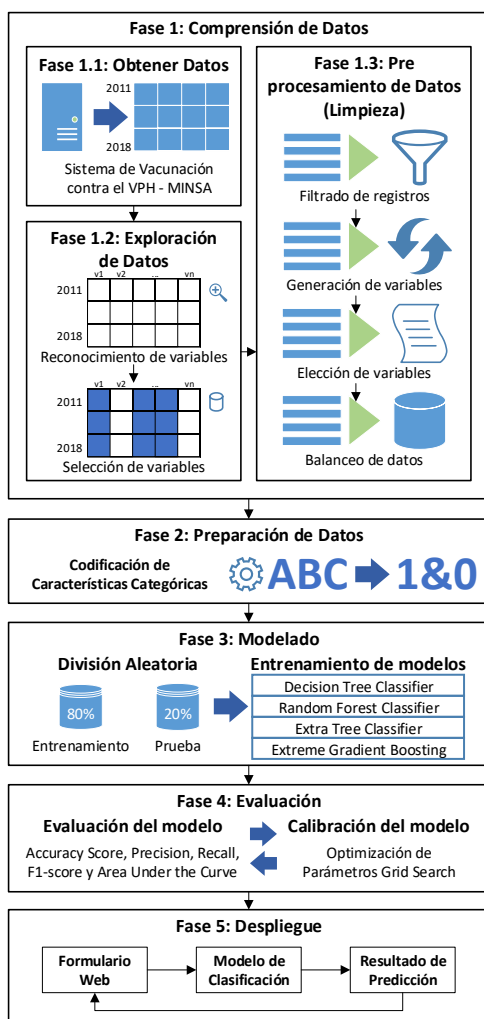 Fase 1: Comprensión de Datos
Fase 1.1: Obtener Datos
2011
2018
Sistema de Vacunación
contra el VPH - MINSA
Fase 1.2: Exploración
de Datos
v1 v2 ... vn
2011
2018
Reconocimiento de variables
v1 v2 ... vn
2011
2018
Selección de variables
Fase 1.3: Pre
procesamiento de Datos
(Limpieza)
Filtrado de registros
Generación de variables
Elección de variables
Balanceo de datos
Fase 2: Preparación de Datos
Codificación de
Características Categóricas
ABC 1&0
Fase 3: Modelado
División Aleatoria
80% 20%
Entrenamiento Prueba
Entrenamiento de modelos
Decision Tree Classifier
Random Forest Classifier
Extra Tree Classifier
Extreme Gradient Boosting
Fase 4: Evaluación
Evaluación del modelo
Accuracy Score, Precision, Recall,
F1-score y Area Under the Curve
Calibración del modelo
Optimización de
Parámetros Grid Search
Fase 5: Despliegue
Formulario
Web
Modelo de
Clasificación
Resultado de
Predicción